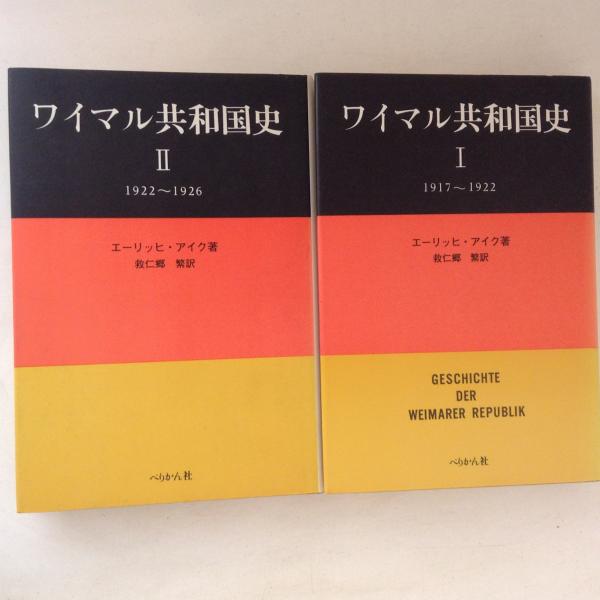 ワイマル共和国史
II
1922〜1926
エーリッヒ・アイク著
救仁郷 繁訳
ぺりかん社
ワイマル共和国史
I
1917〜1922
エーリッヒ・アイク著
救仁郷 繁訳
GESCHICHTE
DER
WEIMARER REPUBLIK
ぺりかん社